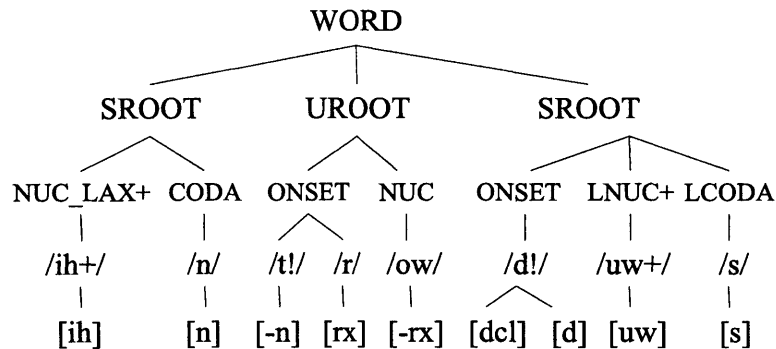 WORD
SROOT UROOT SROOT
NUC_LAX+ CODA ONSET NUC ONSET LNUC+ LCODA
/ih+/ /n/ /t!/ /r/ /ow/ /d!/ /uw+/ /s/
[ih] [n] [-n] [rx] [-rx] [dcl] [d] [uw] [s]